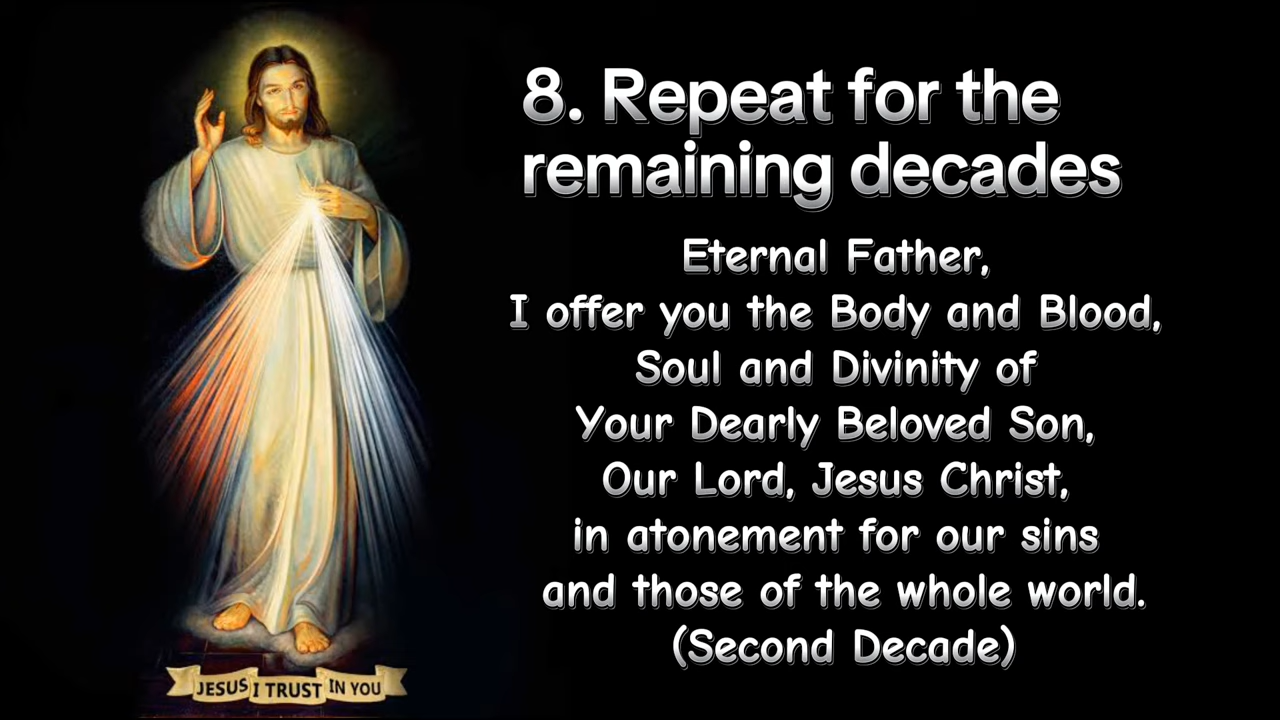 8. Repeat for the
remaining decades
Eternal Father,
I offer you the Body and Blood,
Soul and Divinity of
Your Dearly Beloved Son,
Our Lord, Jesus Christ,
in atonement for our sins
and those of the whole world.
(Second Decade)
JESUS I TRUST IN YOU